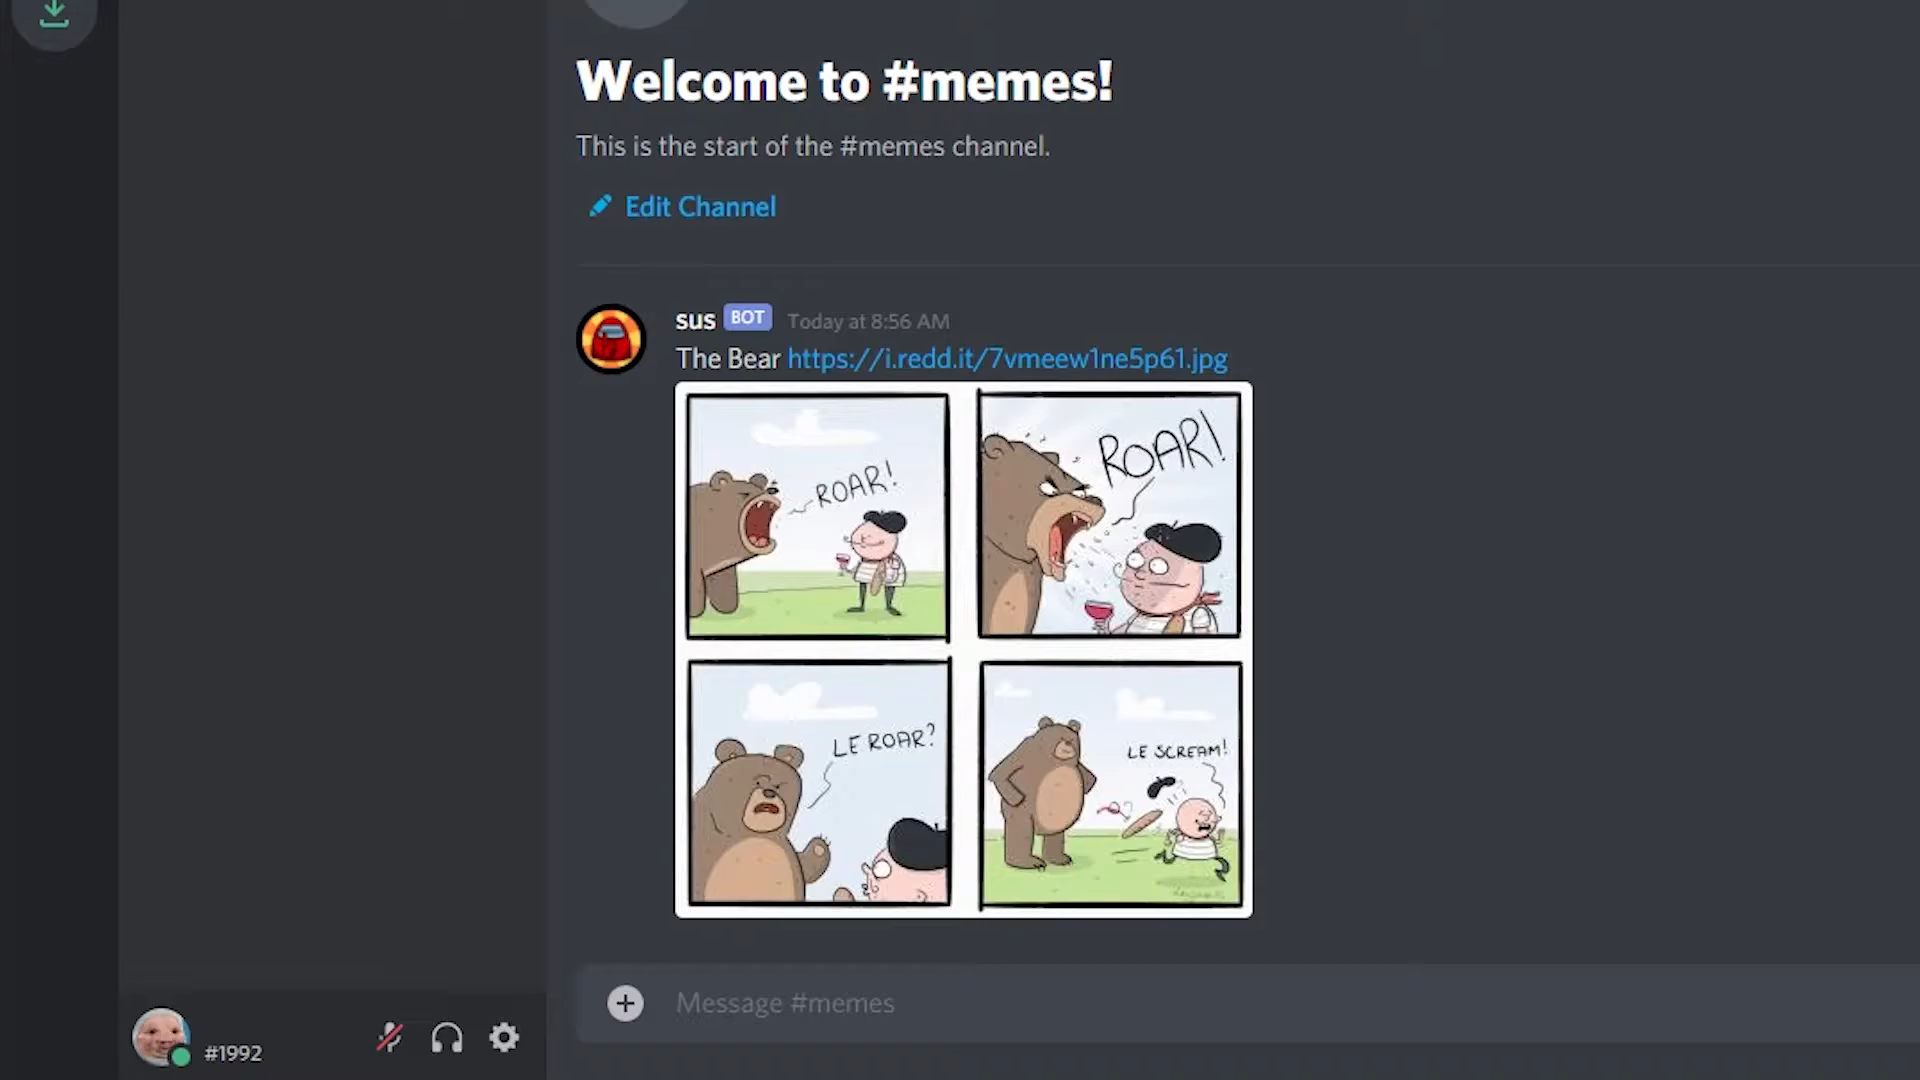 Welcome to #memes!
This is the start of the #memes channel.
Edit Channel
sus BOT Today at 8:56 AM
The Bear https://i.redd.it/7vmeew1ne5p61.jpg
ROAR!
ROAR!
LE ROAR?
LE SCREAM!
Message #memes
#1992